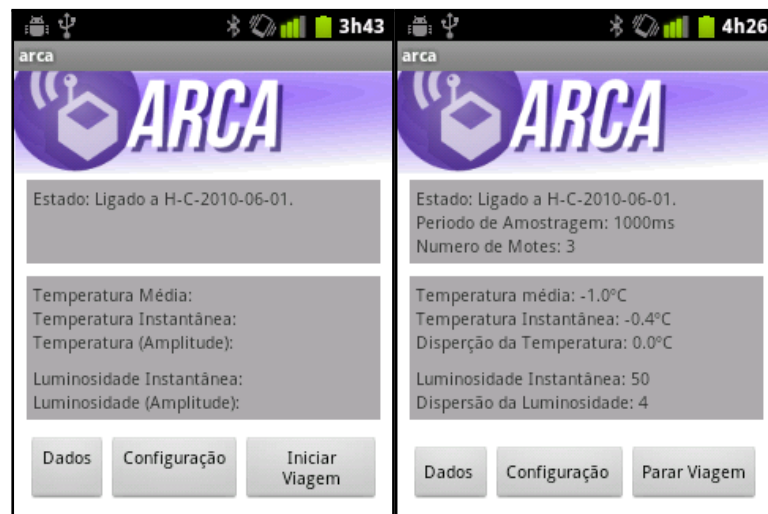 3h43
arca
ARCA
Estado: Ligado a H-C-2010-06-01.
Temperatura Média:
Temperatura Instantânea:
Temperatura (Amplitude):
Luminosidade Instantânea:
Luminosidade (Amplitude):
Dados
Configuração
Iniciar
Viagem
4h26
arca
ARCA
Estado: Ligado a H-C-2010-06-01.
Periodo de Amostragem: 1000ms
Numero de Motes: 3
Temperatura média: -1.0ºC
Temperatura Instantânea: -0.4ºC
Disperção da Temperatura: 0.0ºC
Luminosidade Instantânea: 50
Dispersão da Luminosidade: 4
Dados
Configuração
Parar Viagem